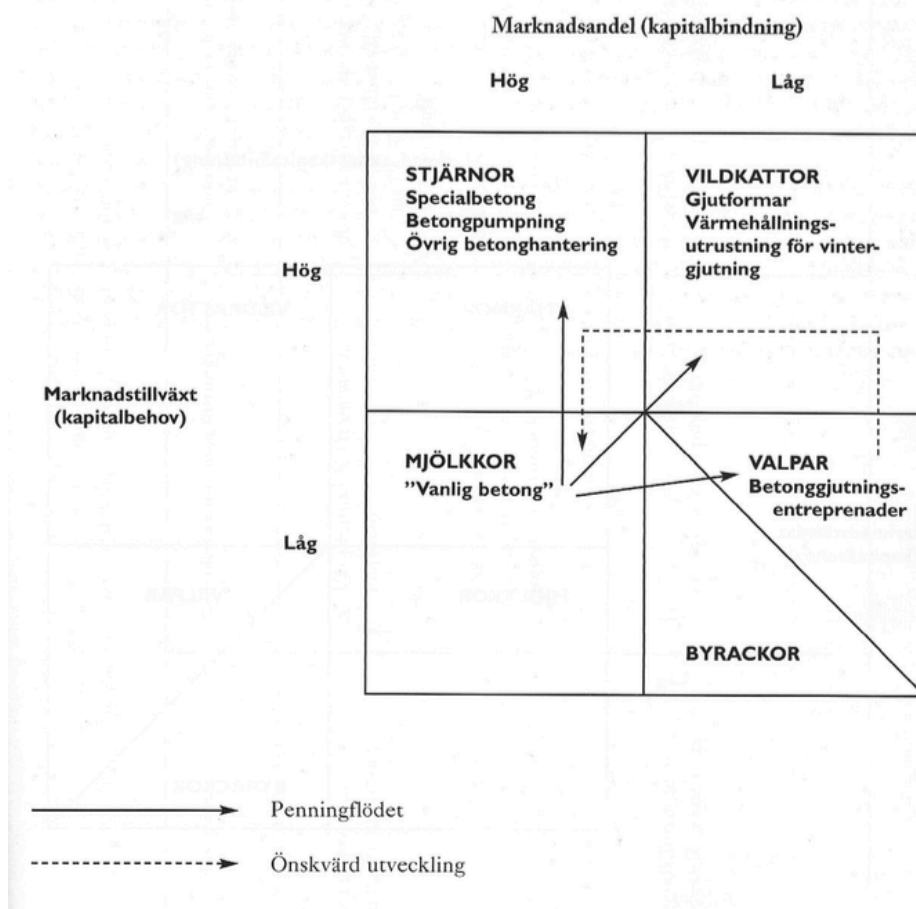 Marknadsandel (kapitalbindning)
Hög
Låg
STJÄRNOR
Specialbetong
Betongpumpning
Övrig betonghantering
VILDKATTOR
Gjutformar
Värmehållnings-
utrustning för vinter-
gjutning
Hög
Marknadstillväxt
(kapitalbehov)
MJÖLKKOR
”Vanlig betong”
VALPAR
Betonggjutnings-
entreprenader
Låg
BYRACKOR
Penningflödet
Önskvärd utveckling